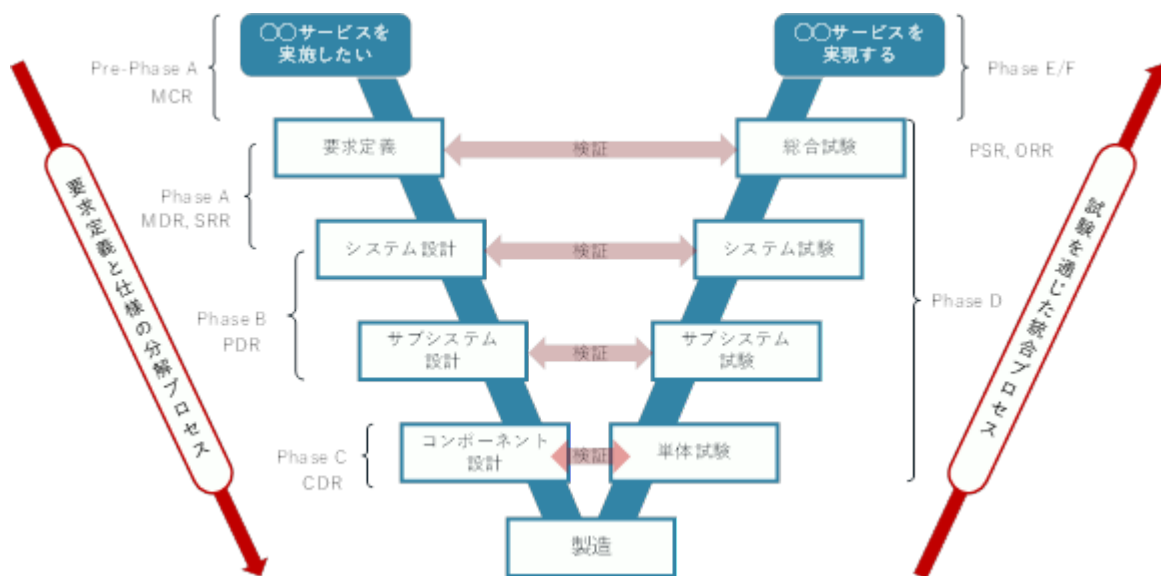 〇〇サービスを
実施したい
〇〇サービスを
実現する
Pre-Phase A
MCR
Phase E/F
要求定義
検証
総合試験
PSR, ORR
Phase A
MDR, SRR
システム設計
検証
システム試験
Phase B
PDR
サブシステム
設計
検証
サブシステム
試験
Phase D
Phase C
CDR
コンポーネント
設計
検証
単体試験
製造
要求定義と仕様の分解プロセス
試験を通じた統合プロセス